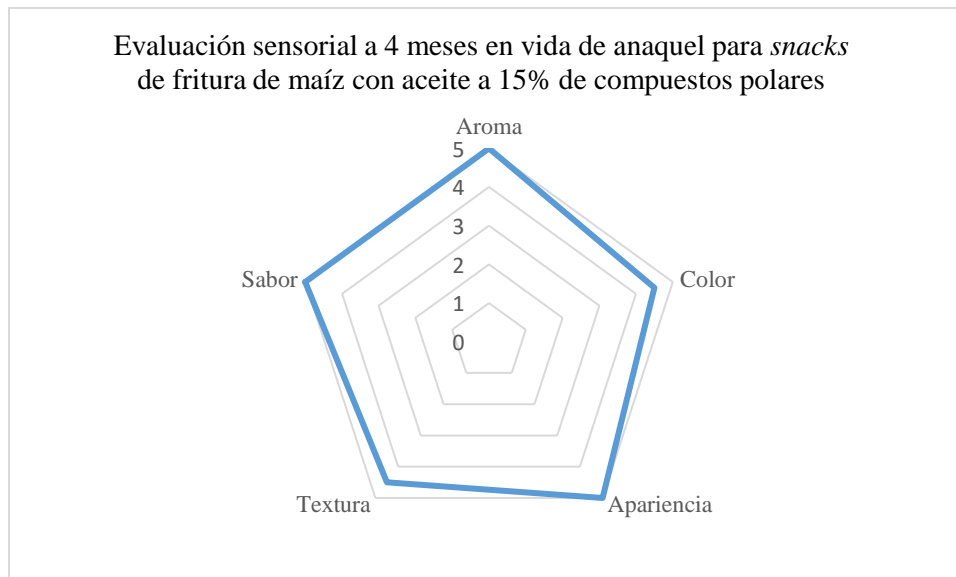 Evaluación sensorial a 4 meses en vida de anaquel para snacks
de fritura de maíz con aceite a 15% de compuestos polares
Aroma
5
4
3
2
1
0
Sabor
Color
Textura
Apariencia